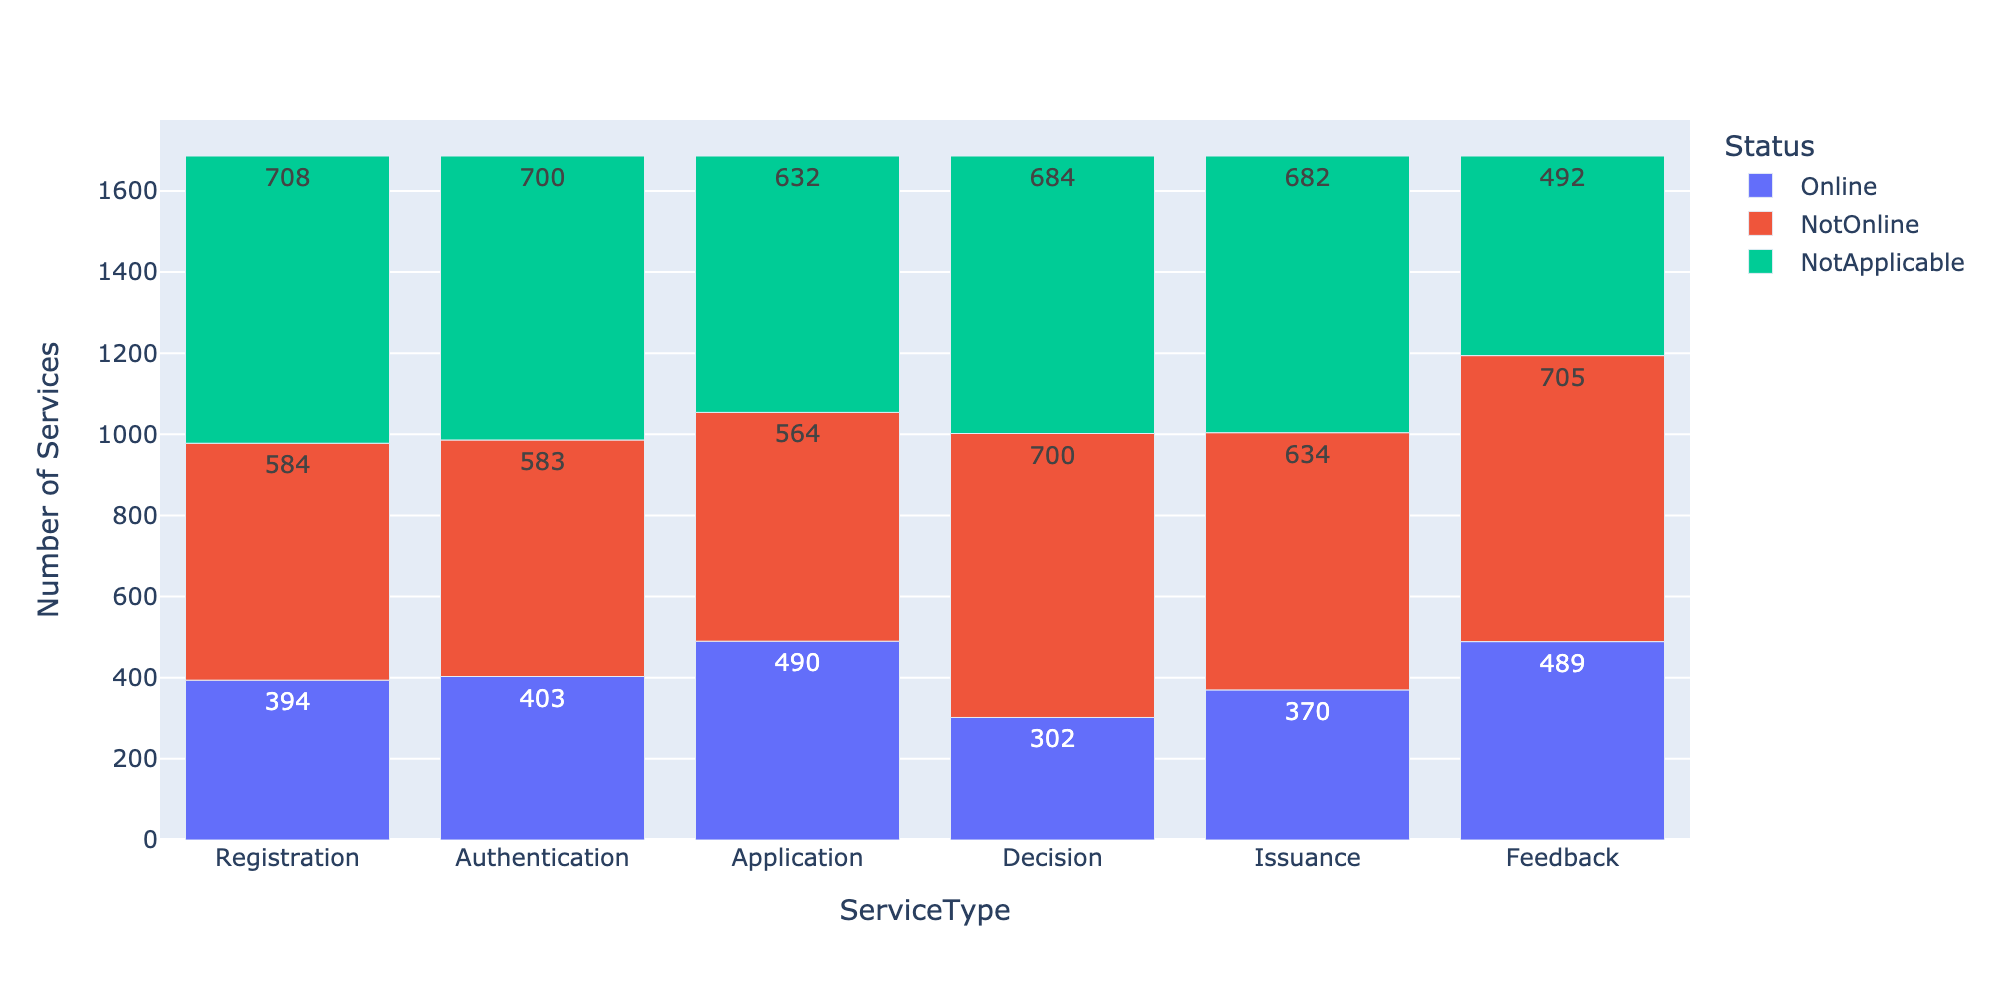 Status
Online
NotOnline
NotApplicable
Number of Services
1600
1400
1200
1000
800
600
400
200
0
708 700 632 684 682 492
584 583 564 700 634 705
394 403 490 302 370 489
Registration Authentication Application Decision Issuance Feedback
ServiceType